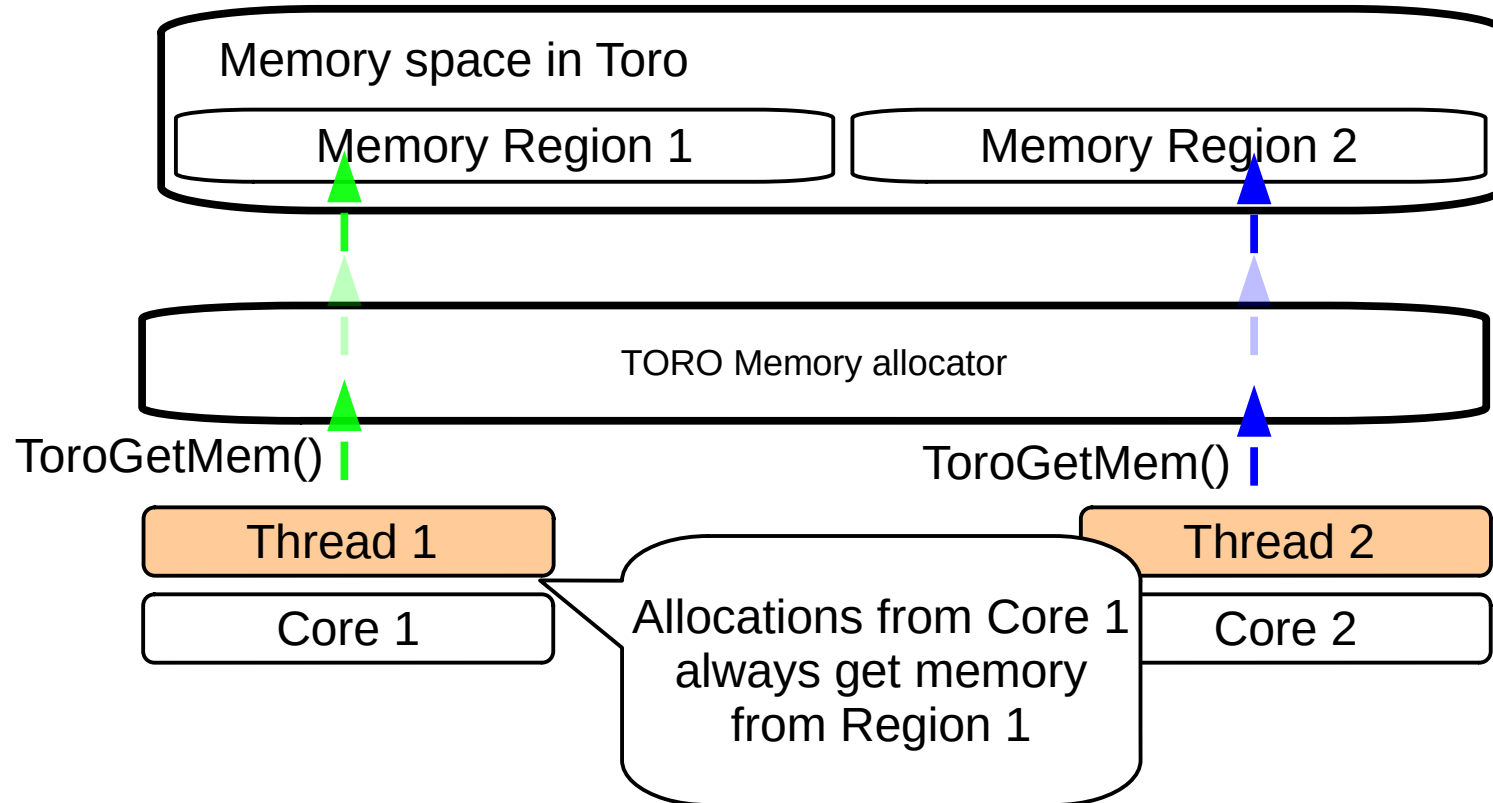 Memory space in Toro
Memory Region 1
Memory Region 2
TORO Memory allocator
ToroGetMem()
ToroGetMem()
Thread 1
Thread 2
Core 1
Core 2
Allocations from Core 1
always get memory
from Region 1